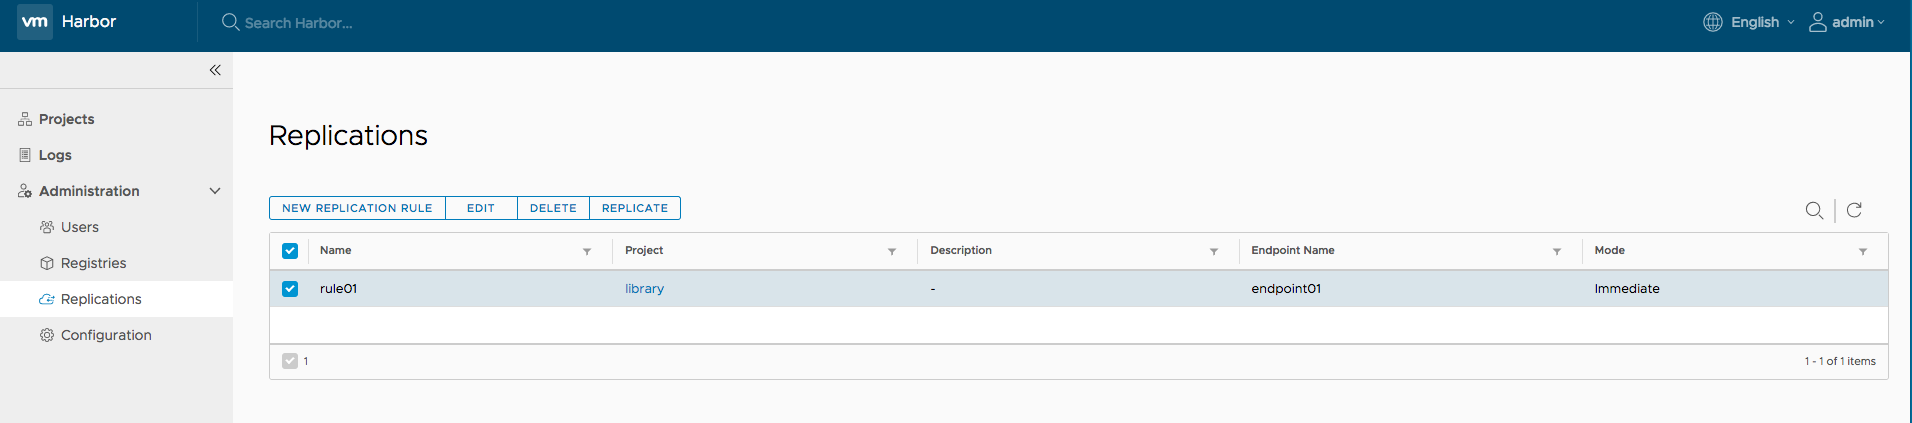 vm Harbor Search Harbor... English admin
Projects
Logs
Administration
Users
Registries
Replications
Configuration
Replications
NEW REPLICATION RULE EDIT DELETE REPLICATE
Name Project Description Endpoint Name Mode
rule01 library - endpoint01 Immediate
1 1 - 1 of 1 items